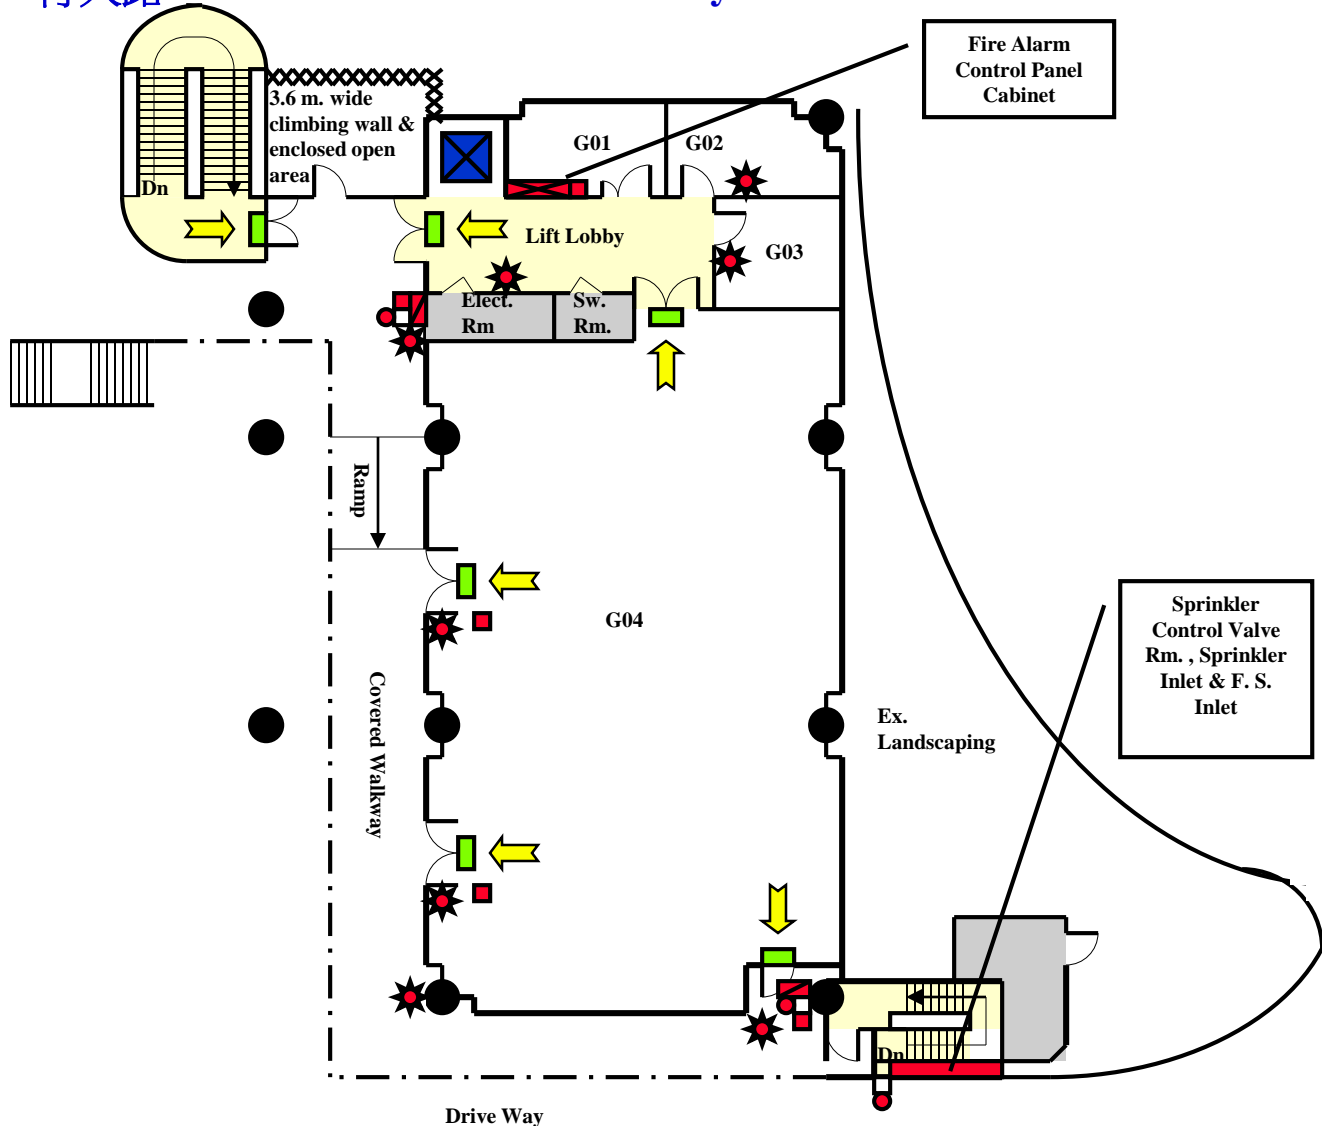 Fire Alarm
Control Panel
Cabinet
3.6 m. wide
climbing wall &
enclosed open
area
G01
G02
Dn
Lift Lobby
G03
Elect.
Rm
Sw.
Rm.
Ramp
G04
Sprinkler
Control Valve
Rm. , Sprinkler
Inlet & F. S.
Inlet
Covered Walkway
Ex.
Landscaping
Dn
Drive Way